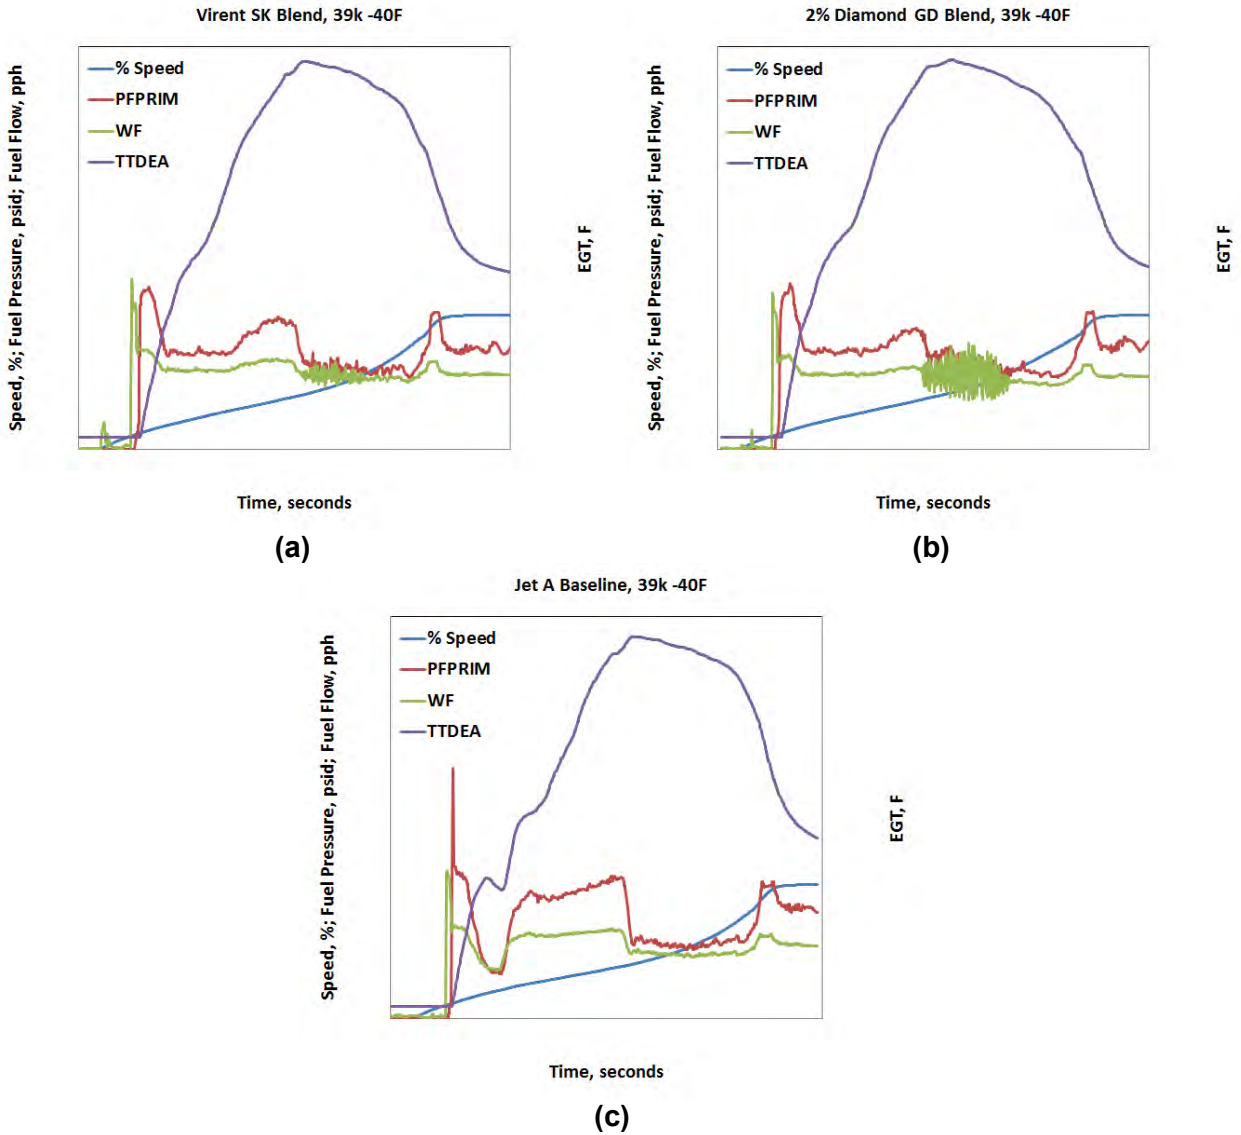 Virent SK Blend, 39k -40F
Speed, %; Fuel Pressure, psid; Fuel Flow, pph
% Speed
PFPRIM
WF
TTDEA
EGT, F
Time, seconds
(a)
2% Diamond GD Blend, 39k -40F
Speed, %; Fuel Pressure, psid; Fuel Flow, pph
% Speed
PFPRIM
WF
TTDEA
EGT, F
Time, seconds
(b)
Jet A Baseline, 39k -40F
Speed, %; Fuel Pressure, psid; Fuel Flow, pph
% Speed
PFPRIM
WF
TTDEA
EGT, F
Time, seconds
(c)